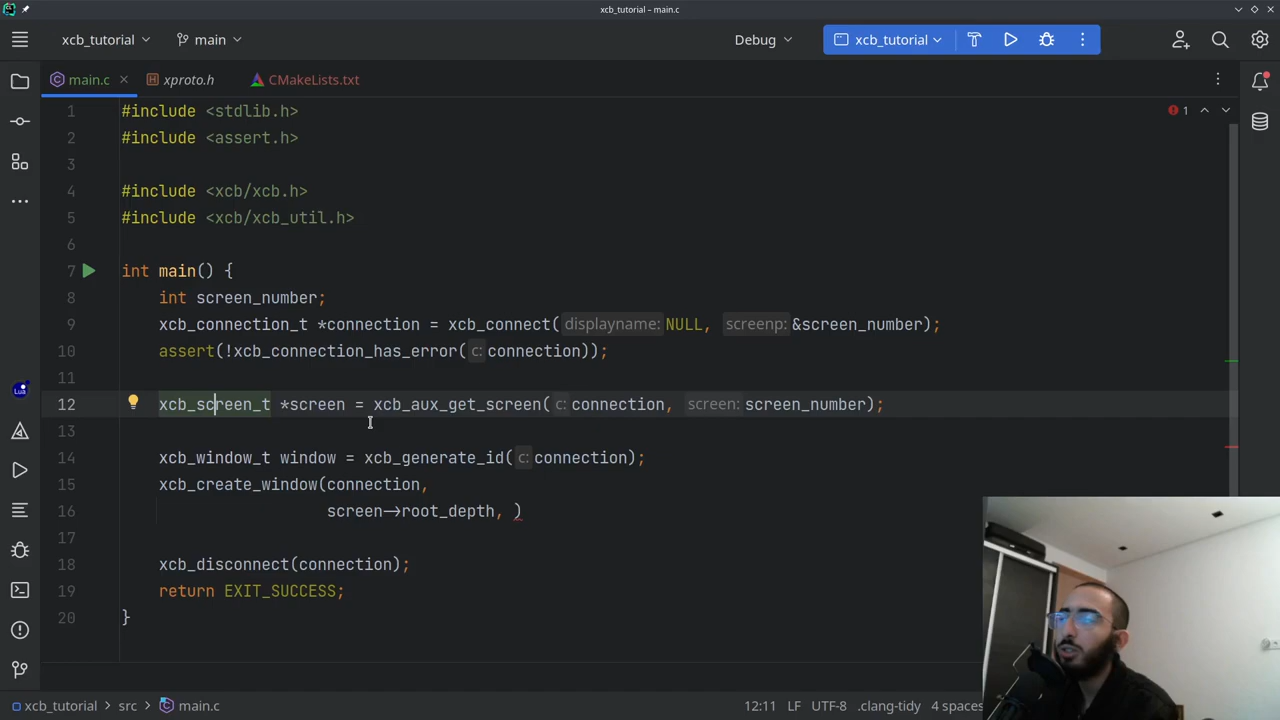 xcb_tutorial – main.c
xcb_tutorial
main
Debug
xcb_tutorial
main.c
xproto.h
CMakeLists.txt
1 #include <stdlib.h>
2 #include <assert.h>
3
4 #include <xcb/xcb.h>
5 #include <xcb/xcb_util.h>
6
7 int main() {
8 int screen_number;
9 xcb_connection_t *connection = xcb_connect( displayname: NULL, screenp: &screen_number);
10 assert(!xcb_connection_has_error( c: connection));
11
12 xcb_screen_t *screen = xcb_aux_get_screen( c: connection, screen: screen_number);
13
14 xcb_window_t window = xcb_generate_id( c: connection);
15 xcb_create_window(connection,
16 screen->root_depth, )
17
18 xcb_disconnect(connection);
19 return EXIT_SUCCESS;
20 }
1
Lua
xcb_tutorial > src > main.c
12:11 LF UTF-8 .clang-tidy 4 spaces